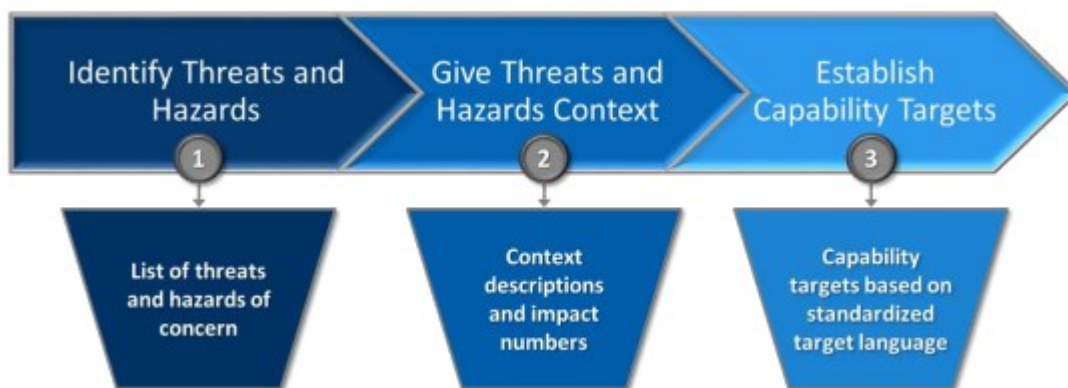 Identify Threats and
Hazards
1
Give Threats and
Hazards Context
2
Establish
Capability Targets
3
List of threats
and hazards of
concern
Context
descriptions
and impact
numbers
Capability
targets based on
standardized
target language